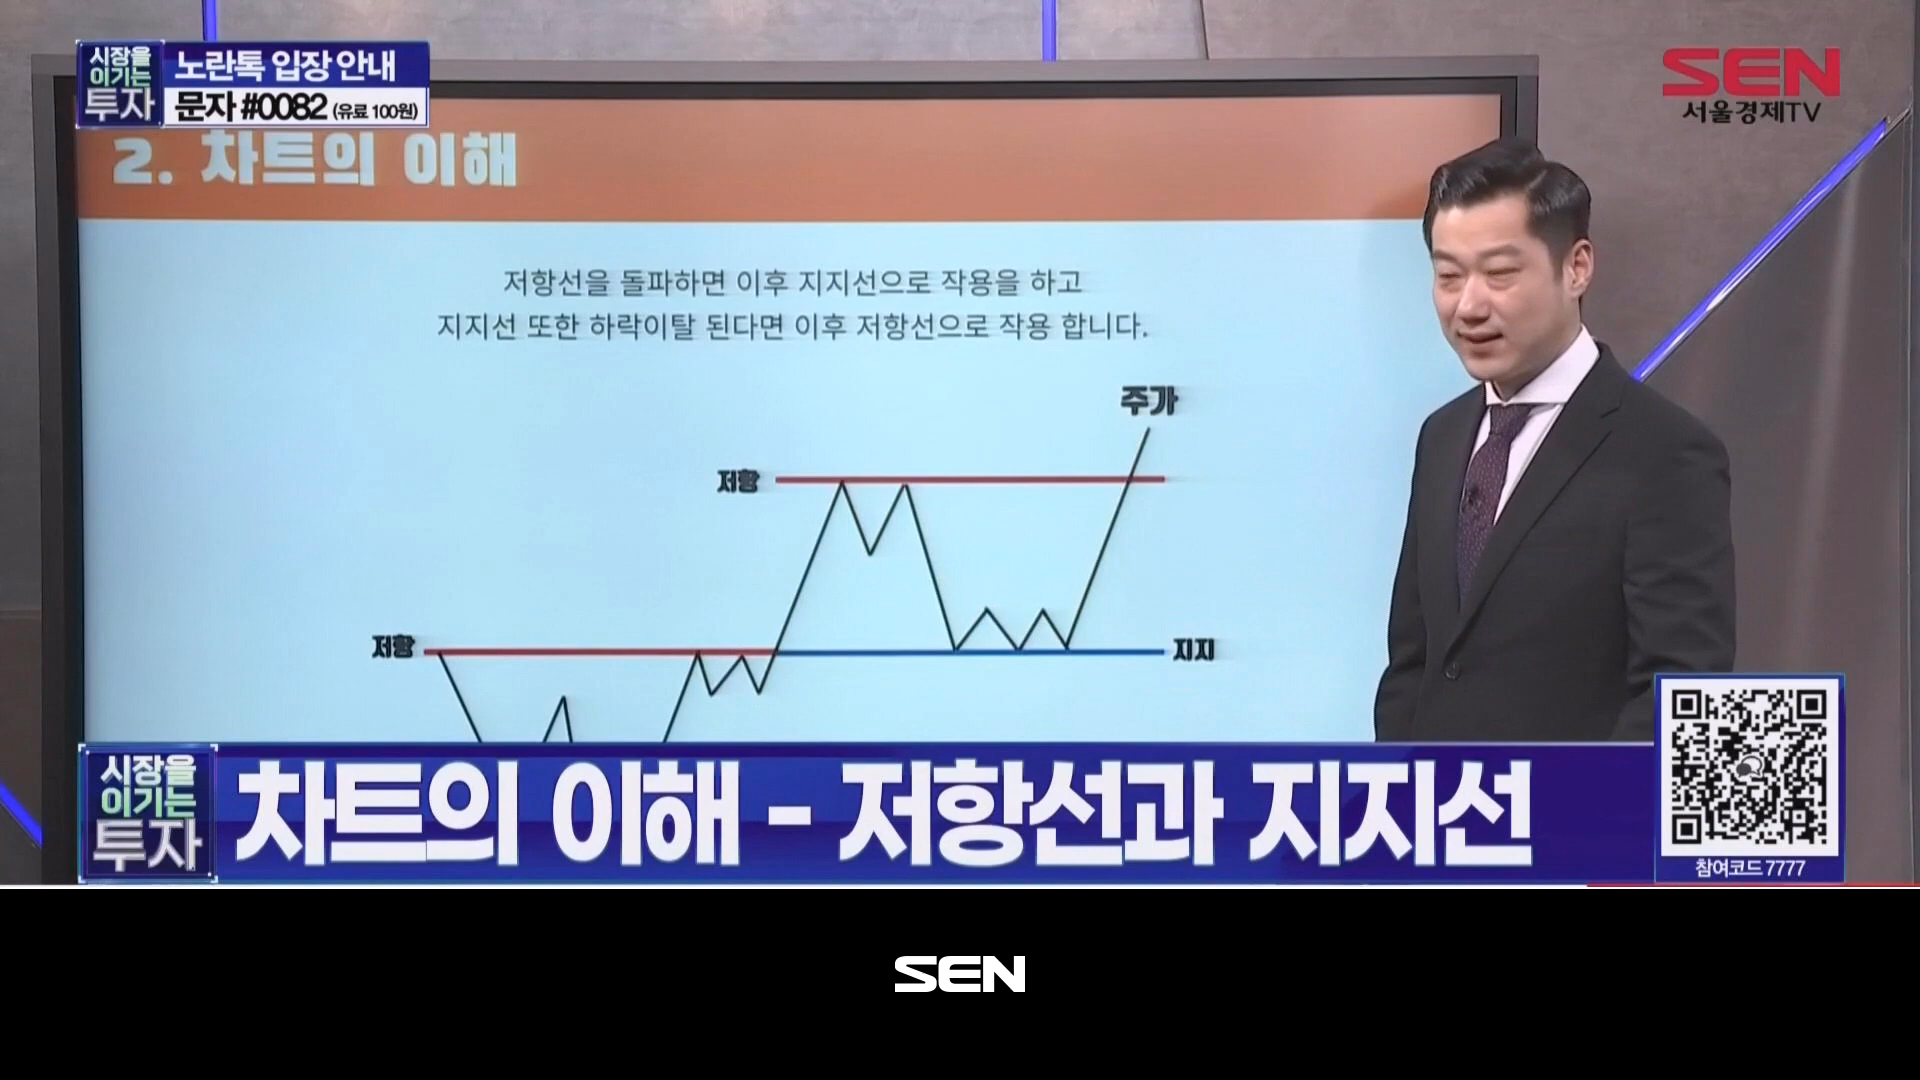 시장을
이기는
투자
노란톡 입장 안내
문자 #0082 (유료 100원)
SEN
서울경제TV
2. 차트의 이해
저항선을 돌파하면 이후 지지선으로 작용을 하고
지지선 또한 하락이탈 된다면 이후 저항선으로 작용 합니다.
주가
저항
저항
지지
시장을
이기는
투자
차트의 이해 - 저항선과 지지선
참여코드 7777
SEN